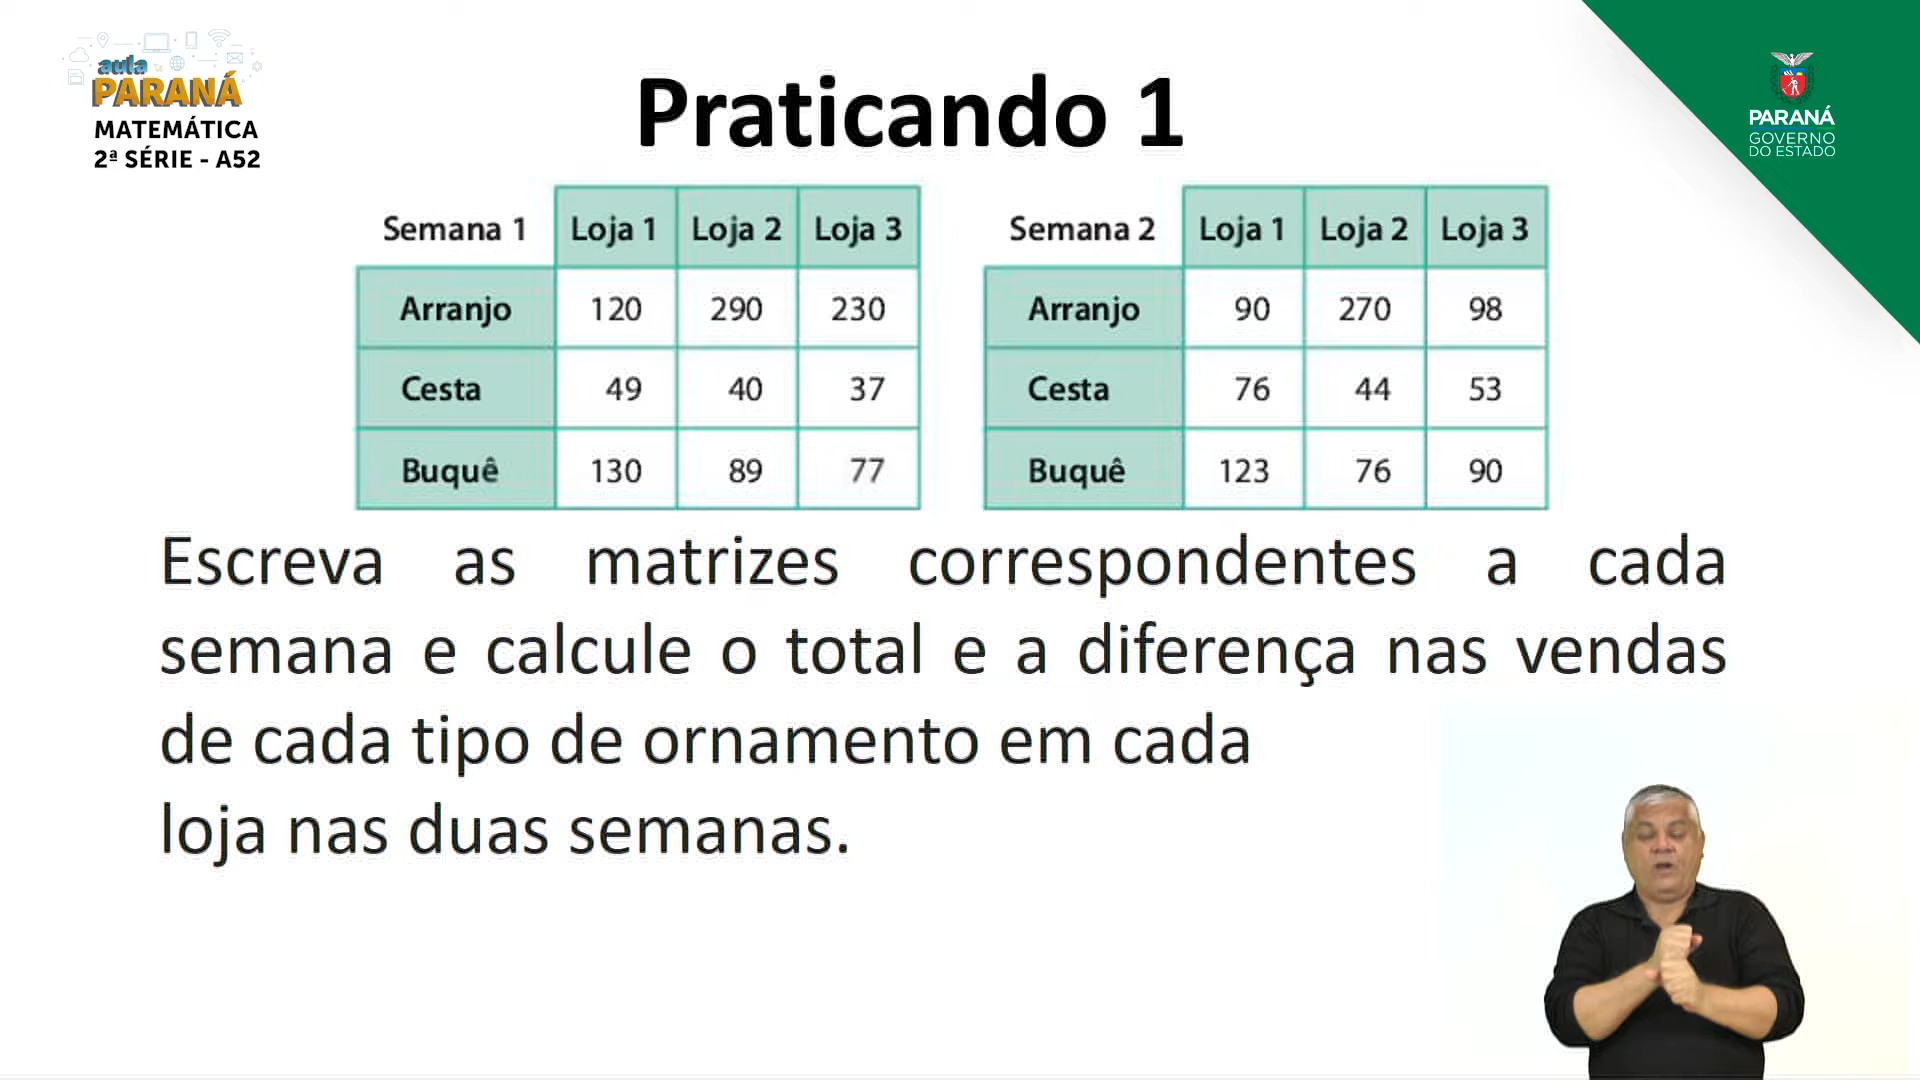 aula
PARANÁ
MATEMÁTICA
2ª SÉRIE - A52
Praticando 1
PARANÁ
GOVERNO
DO ESTADO
Semana 1 Loja 1 Loja 2 Loja 3
Arranjo 120 290 230
Cesta 49 40 37
Buquê 130 89 77
Semana 2 Loja 1 Loja 2 Loja 3
Arranjo 90 270 98
Cesta 76 44 53
Buquê 123 76 90
Escreva as matrizes correspondentes a cada
semana e calcule o total e a diferença nas vendas
de cada tipo de ornamento em cada
loja nas duas semanas.